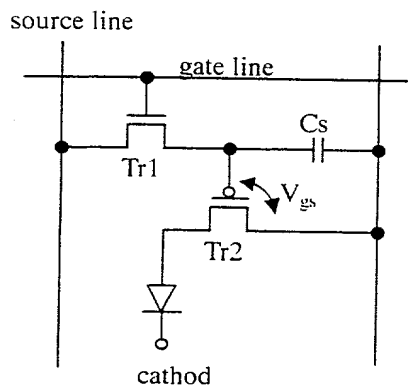 source line
gate line
Cs
Tr1
Vgs
Tr2
cathod